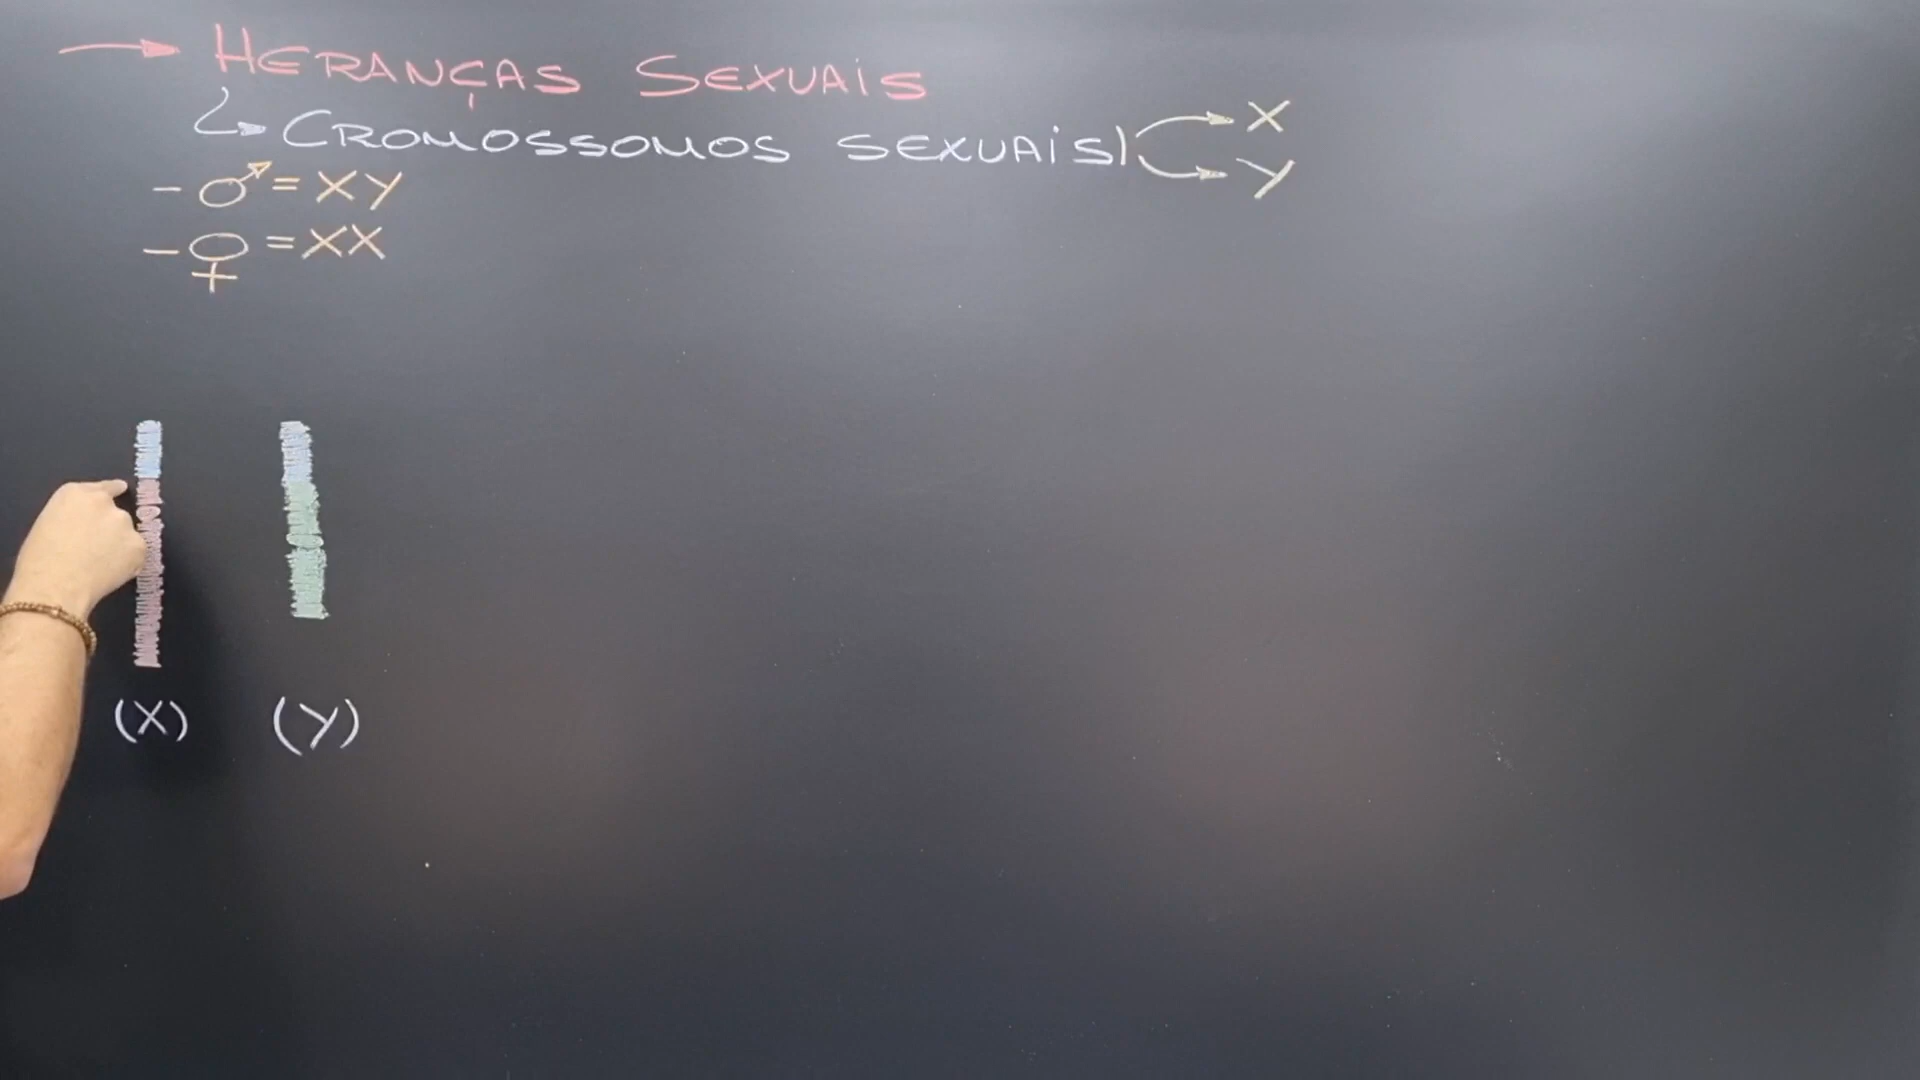 → HERANÇAS SEXUAIS
↳ CROMOSSOMOS SEXUAIS → X
→ Y
- ♂ = XY
- ♀ = XX
(X) (Y)